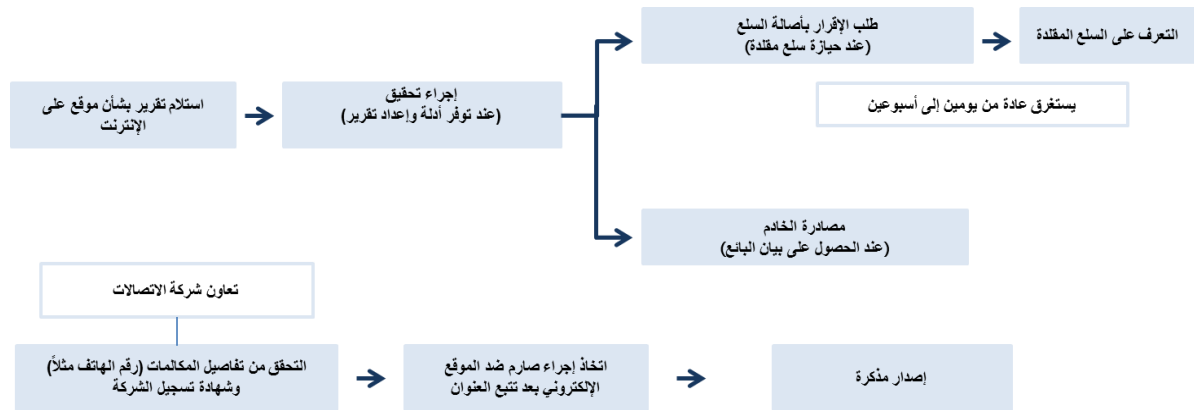 استلام تقرير بشأن موقع على
الإنترنت
إجراء تحقيق
(عند توفر أدلة وإعداد تقرير)
طلب الإقرار بأصالة السلع
(عند حيازة سلع مقلدة)
التعرف على السلع المقلدة
يستغرق عادة من يومين إلى أسبوعين
مصادرة الخادم
(عند الحصول على بيان البائع)
تعاون شركة الاتصالات
التحقق من تفاصيل المكالمات (رقم الهاتف مثلاً)
وشهادة تسجيل الشركة
اتخاذ إجراء صارم ضد الموقع
الإلكتروني بعد تتبع العنوان
إصدار مذكرة